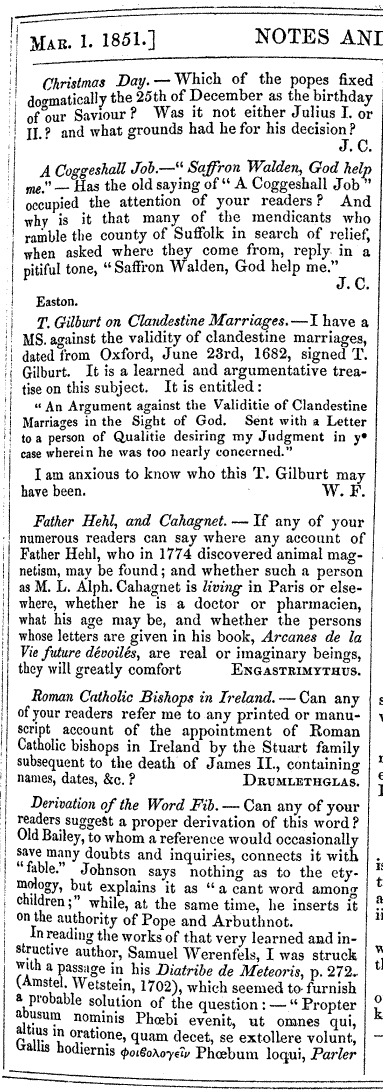 MAR. 1. 1851.] NOTES AND
Christmas Day. — Which of the popes fixed
dogmatically the 25th of December as the birthday
of our Saviour? Was it not either Julius I. or
II.? and what grounds had he for his decision?
J. C.
A Coggeshall Job.—" Saffron Walden, God help
me."— Has the old saying of " A Coggeshall Job "
occupied the attention of your readers? And
why is it that many of the mendicants who
ramble the county of Suffolk in search of relief,
when asked where they come from, reply in a
pitiful tone, " Saffron Walden, God help me."
J. C.
Easton.
T. Gilburt on Clandestine Marriages.—I have a
MS. against the validity of clandestine marriages,
dated from Oxford, June 23rd, 1682, signed T.
Gilburt. It is a learned and argumentative trea-
tise on this subject. It is entitled:
" An Argument against the Validitie of Clandestine
Marriages in the Sight of God. Sent with a Letter
to a person of Qualitie desiring my Judgment in yᵉ
case wherein he was too nearly concerned."
I am anxious to know who this T. Gilburt may
have been. W. F.
Father Hehl, and Cahagnet. — If any of your
numerous readers can say where any account of
Father Hehl, who in 1774 discovered animal mag-
netism, may be found; and whether such a person
as M. L. Alph. Cahagnet is living in Paris or else-
where, whether he is a doctor or pharmacien,
what his age may be, and whether the persons
whose letters are given in his book, Arcanes de la
Vie future dévoilés, are real or imaginary beings,
they will greatly comfort ENGASTRIMYTHUS.
Roman Catholic Bishops in Ireland. — Can any
of your readers refer me to any printed or manu-
script account of the appointment of Roman
Catholic bishops in Ireland by the Stuart family
subsequent to the death of James II., containing
names, dates, &c.? DRUMLETHGLAS.
Derivation of the Word Fib. — Can any of your
readers suggest a proper derivation of this word?
Old Bailey, to whom a reference would occasionally
save many doubts and inquiries, connects it with
"fable." Johnson says nothing as to the ety-
mology, but explains it as " a cant word among
children;" while, at the same time, he inserts it
on the authority of Pope and Arbuthnot.
In reading the works of that very learned and in-
structive author, Samuel Werenfels, I was struck
with a passage in his Diatribe de Meteoris, p. 272.
(Amstel. Wetstein, 1702), which seemed to furnish
a probable solution of the question: — " Propter
abusum nominis Phœbi evenit, ut omnes qui,
altius in oratione, quam decet, se extollere volunt,
Gallis hodiernis φοιβολογεῖν Phœbum loqui, Parler